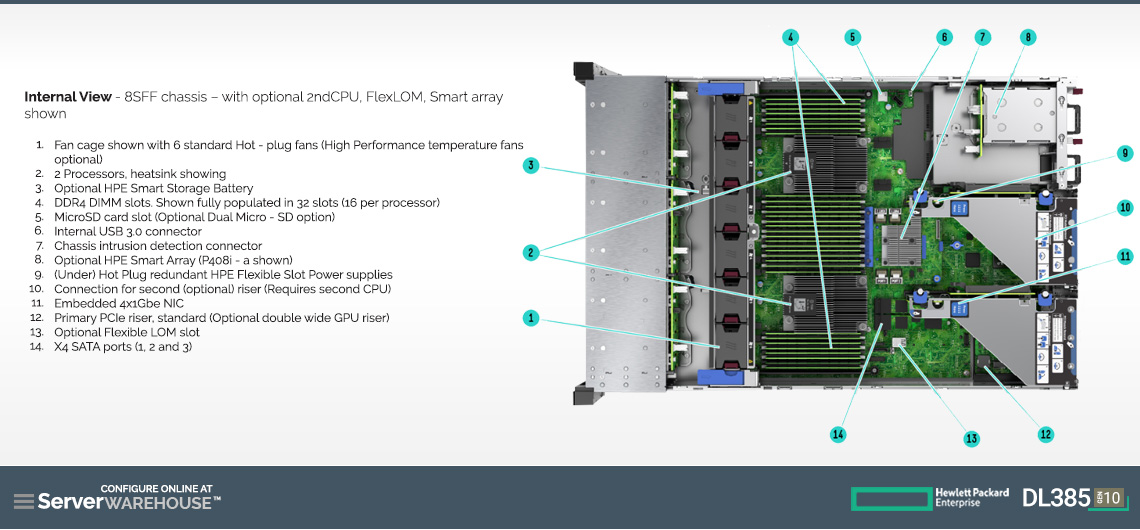 Internal View - 8SFF chassis – with optional 2ndCPU, FlexLOM, Smart array
shown
1. Fan cage shown with 6 standard Hot - plug fans (High Performance temperature fans
optional)
2. 2 Processors, heatsink showing
3. Optional HPE Smart Storage Battery
4. DDR4 DIMM slots. Shown fully populated in 32 slots (16 per processor)
5. MicroSD card slot (Optional Dual Micro - SD option)
6. Internal USB 3.0 connector
7. Chassis intrusion detection connector
8. Optional HPE Smart Array (P408i - a shown)
9. (Under) Hot Plug redundant HPE Flexible Slot Power supplies
10. Connection for second (optional) riser (Requires second CPU)
11. Embedded 4x1Gbe NIC
12. Primary PCIe riser, standard (Optional double wide GPU riser)
13. Optional Flexible LOM slot
14. X4 SATA ports (1, 2 and 3)
4 5 6 7 8
3
9
10
2
11
1
14 13 12
CONFIGURE ONLINE AT
ServerWAREHOUSE™
Hewlett Packard
Enterprise
DL385 GEN 10